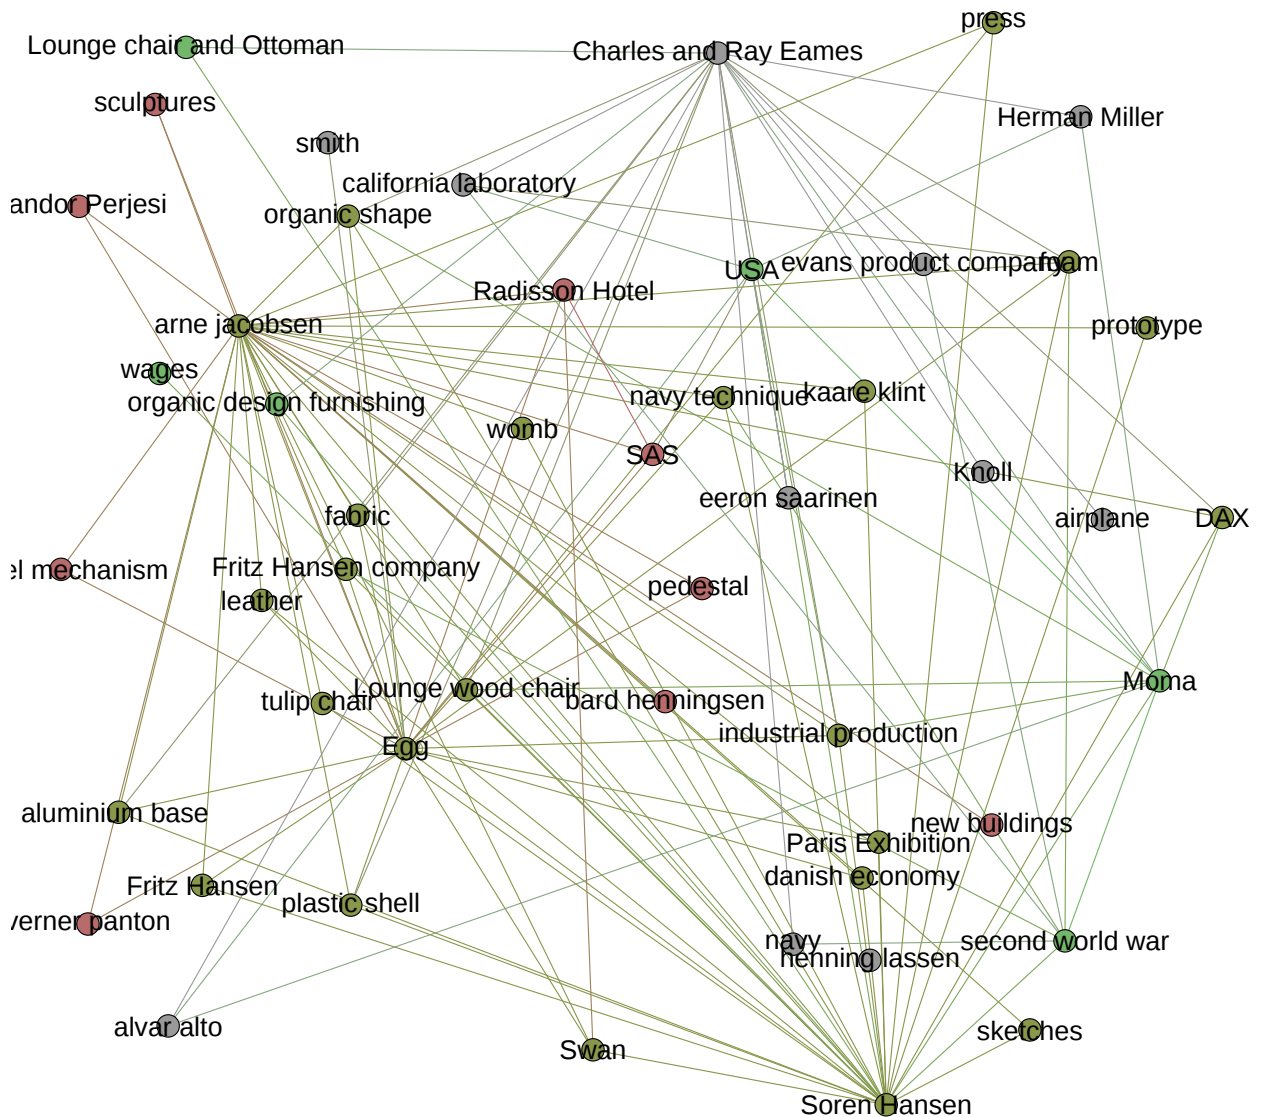 press
Lounge chair and Ottoman
Charles and Ray Eames
sculptures
Herman Miller
smith
california laboratory
andor Perjesi
organic shape
USA
evans product company
foam
Radisson Hotel
arne jacobsen
prototype
wages
organic design furnishing
navy technique
kaare klint
womb
SAS
Knoll
eeron saarinen
fabric
airplane
DAX
el mechanism
Fritz Hansen company
leather
pedestal
Moma
tulip chair
Lounge wood chair
bard henningsen
Egg
industrial production
aluminium base
new buildings
Paris Exhibition
danish economy
Fritz Hansen
plastic shell
verner panton
navy
second world war
henning lassen
alvar alto
sketches
Swan
Soren Hansen